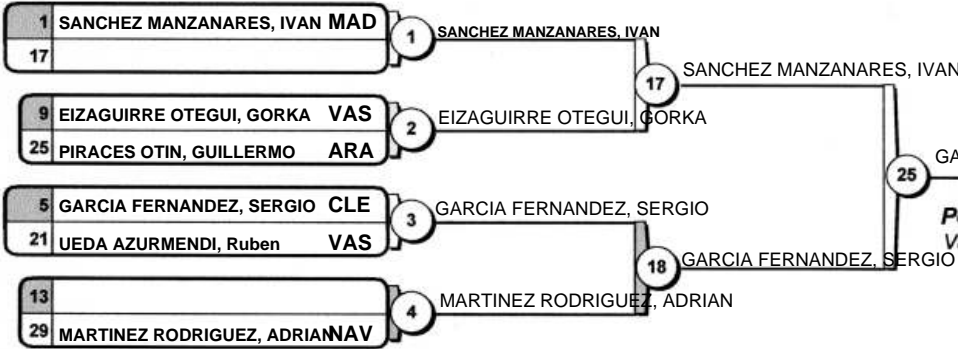 1 SANCHEZ MANZANARES, IVAN MAD
17
1 SANCHEZ MANZANARES, IVAN
9 EIZAGUIRRE OTEGUI, GORKA VAS
25 PIRACES OTIN, GUILLERMO ARA
2 EIZAGUIRRE OTEGUI, GORKA
17 SANCHEZ MANZANARES, IVAN
5 GARCIA FERNANDEZ, SERGIO CLE
21 UEDA AZURMENDI, Ruben VAS
3 GARCIA FERNANDEZ, SERGIO
13
29 MARTINEZ RODRIGUEZ, ADRIAN NAV
4 MARTINEZ RODRIGUEZ, ADRIAN
18 GARCIA FERNANDEZ, SERGIO
25